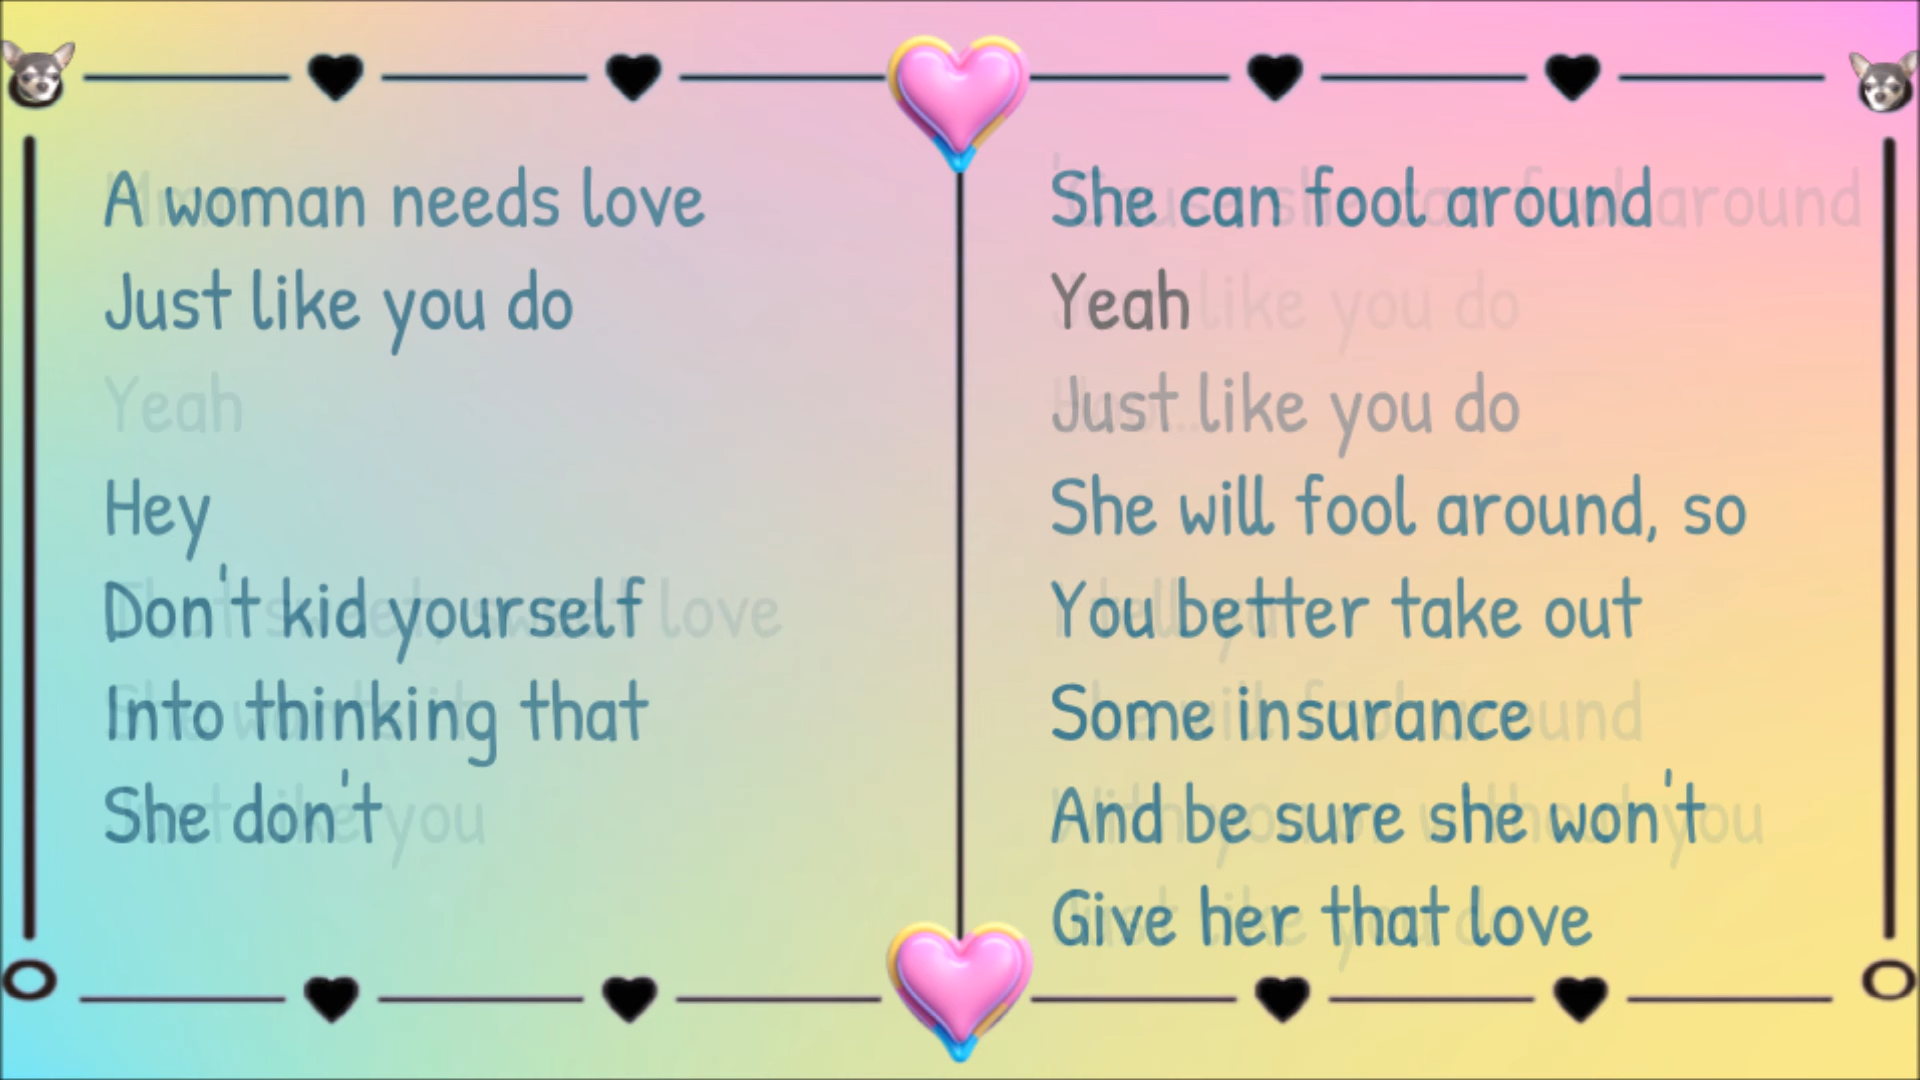 A woman needs love
Just like you do
Yeah
Hey
Don't kid yourself
Into thinking that
She don't
She can fool around
Yeah
Just like you do
She will fool around, so
You better take out
Some insurance
And be sure she won't
Give her that love